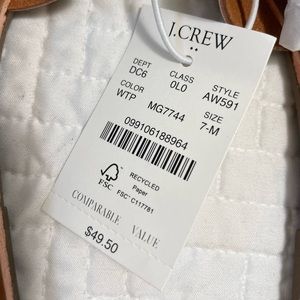 J.CREW
DEPT CLASS STYLE
DC6 0L0 AW591
COLOR SIZE
WTP MG7744 7-M
099106188964
FSC
RECYCLED
Paper
FSC® C117781
COMPARABLE VALUE
$49.50